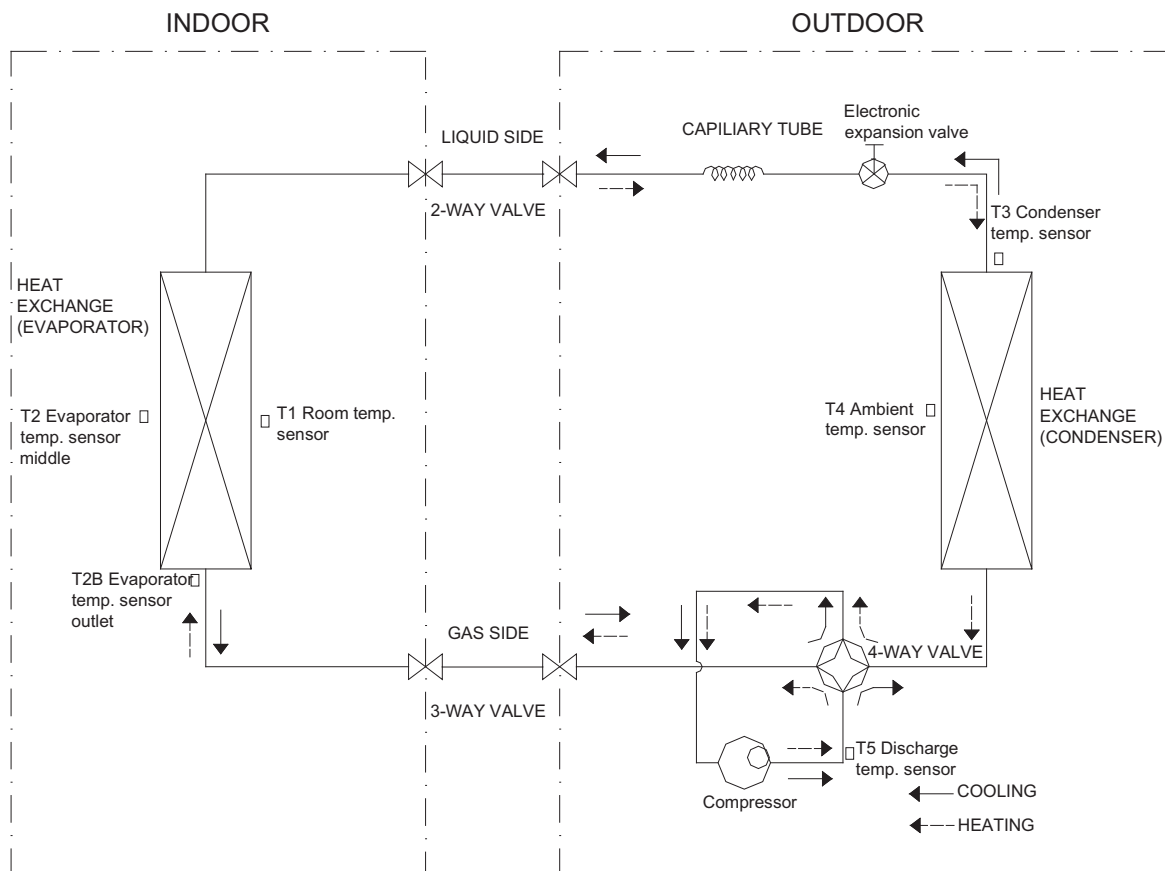 INDOOR
OUTDOOR
LIQUID SIDE
CAPILIARY TUBE
Electronic
expansion valve
2-WAY VALVE
T3 Condenser
temp. sensor
HEAT
EXCHANGE
(EVAPORATOR)
T2 Evaporator
temp. sensor
middle
T1 Room temp.
sensor
T4 Ambient
temp. sensor
HEAT
EXCHANGE
(CONDENSER)
T2B Evaporator
temp. sensor
outlet
GAS SIDE
4-WAY VALVE
3-WAY VALVE
T5 Discharge
temp. sensor
Compressor
COOLING
HEATING